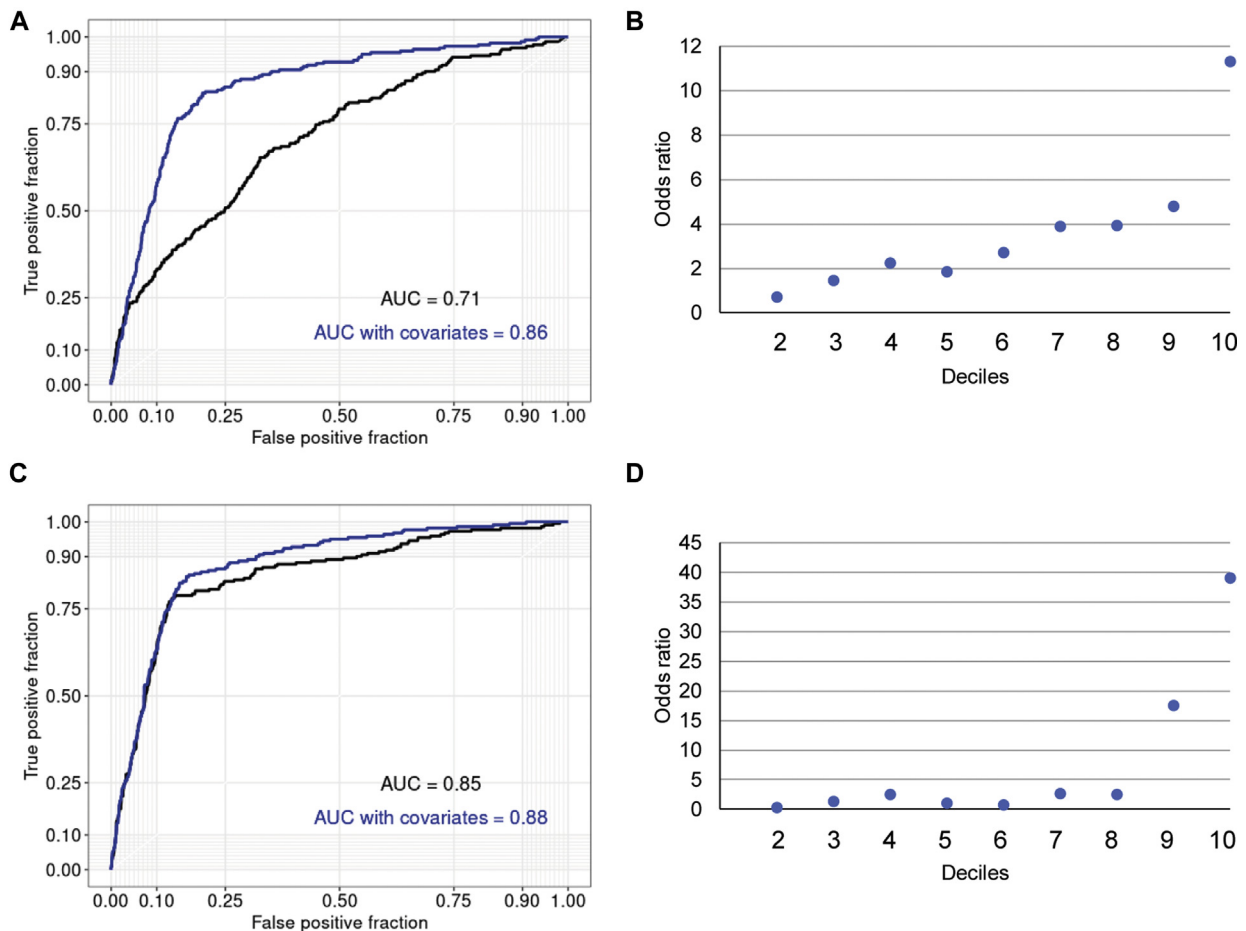 A
1.00
0.90
0.75
0.50
0.25
0.10
0.00
True positive fraction
AUC = 0.71
AUC with covariates = 0.86
0.00 0.10 0.25 0.50 0.75 0.90 1.00
False positive fraction
B
12
10
8
6
4
2
0
Odds ratio
2 3 4 5 6 7 8 9 10
Deciles
C
1.00
0.90
0.75
0.50
0.25
0.10
0.00
True positive fraction
AUC = 0.85
AUC with covariates = 0.88
0.00 0.10 0.25 0.50 0.75 0.90 1.00
False positive fraction
D
45
40
35
30
25
20
15
10
5
0
Odds ratio
2 3 4 5 6 7 8 9 10
Deciles